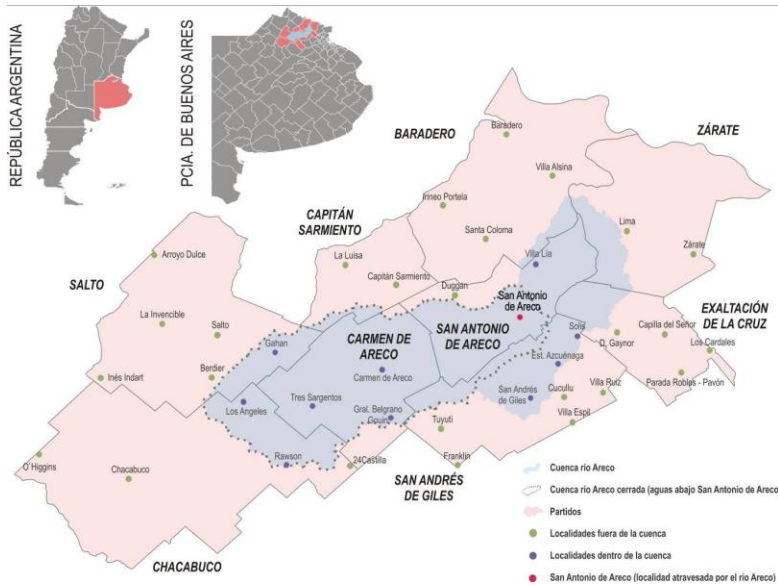 REPÚBLICA ARGENTINA
PCIA. DE BUENOS AIRES
BARADERO
ZÁRATE
Baradero
Villa Alsina
Irineo Portela
CAPITÁN
SARMIENTO
Santa Coloma
Lima
Zárate
Arroyo Dulce
La Luisa
Villa Lía
SALTO
Capitán Sarmiento
Duggan
San Antonio
de Areco
EXALTACIÓN
DE LA CRUZ
La Invencible
Salto
Gahan
CARMEN DE
ARECO
SAN ANTONIO
DE ARECO
Solís
D. Gaynor
Capilla del Señor
Los Cardales
Inés Indart
Berdier
Carmen de Areco
Est. Azcuénaga
Parada Robles - Pavón
Los Angeles
Tres Sargentos
Gral. Belgrano
Gouin
San Andrés
de Giles
Cucullu
Villa Ruiz
Tuyuti
Villa Espil
O´Higgins
Chacabuco
Rawson
24Castilla
Franklin
SAN ANDRÉS
DE GILES
CHACABUCO
Cuenca río Areco
Cuenca río Areco cerrada (aguas abajo San Antonio de Areco
Partidos
Localidades fuera de la cuenca
Localidades dentro de la cuenca
San Antonio de Areco (localidad atravesada por el río Areco)